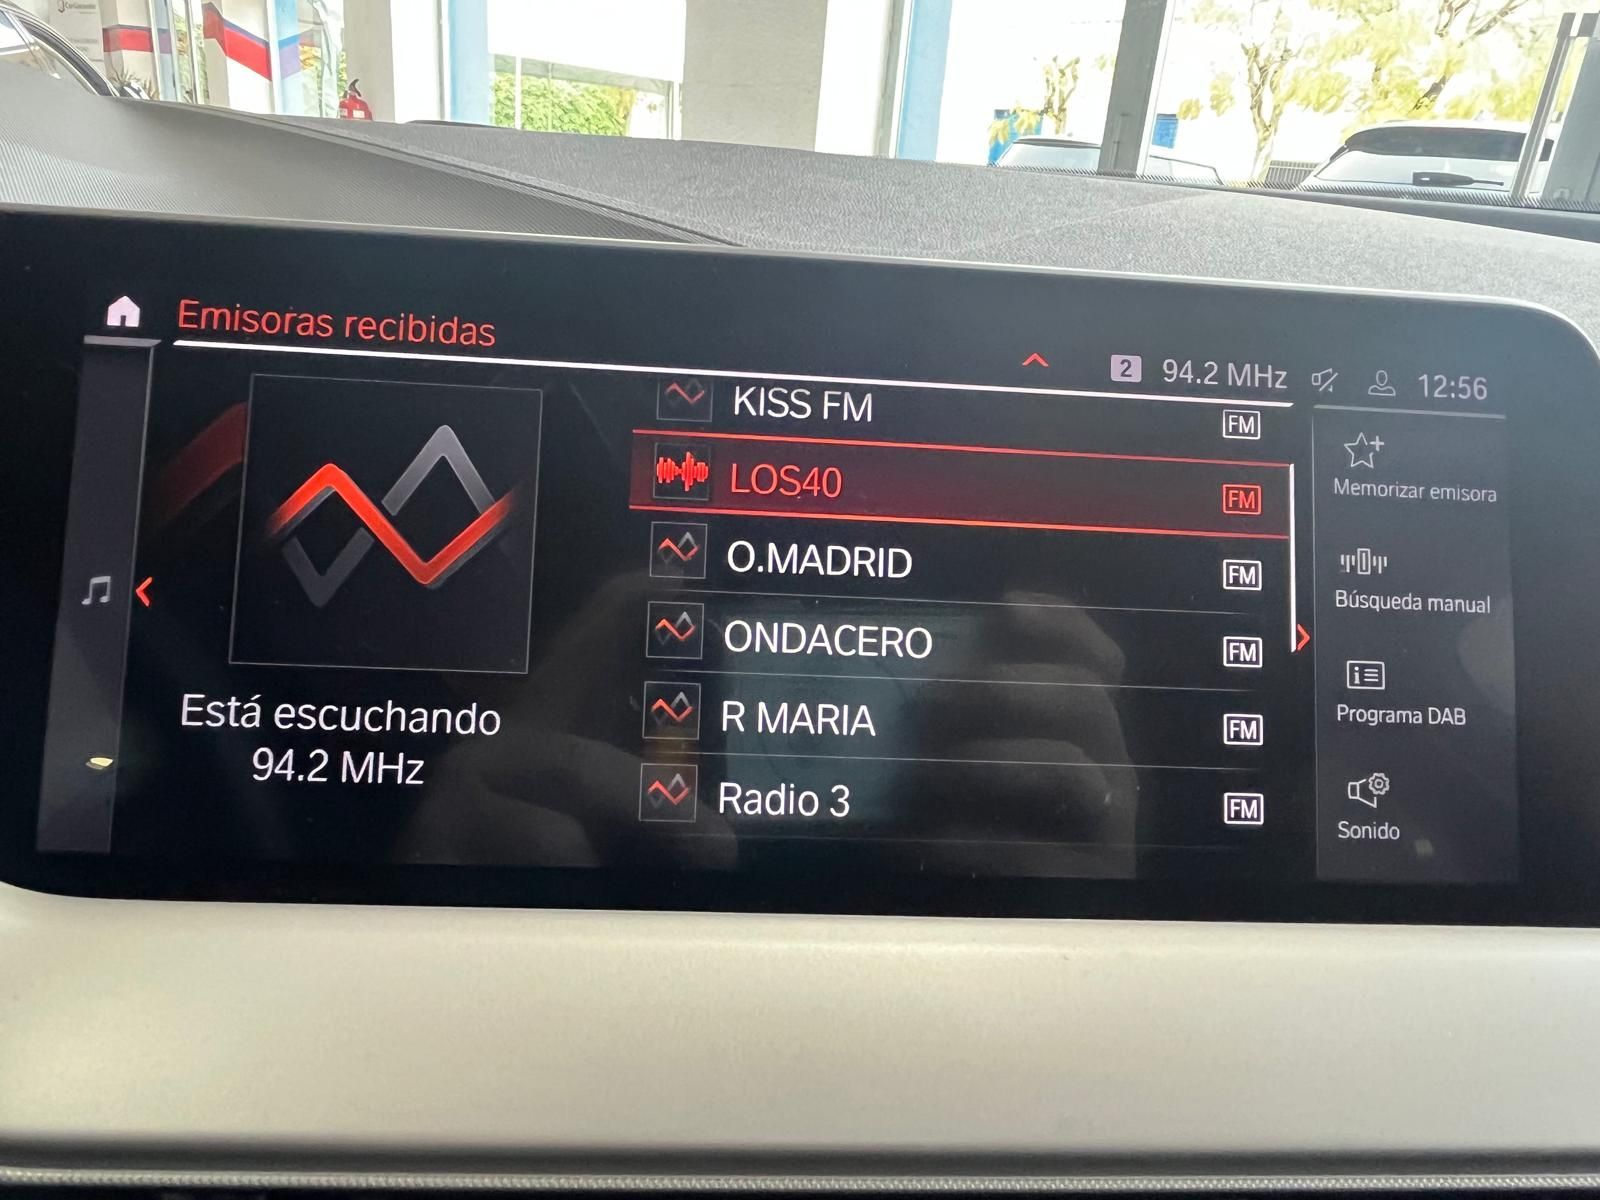 Emisoras recibidas
2 94.2 MHz 12:56
KISS FM FM
LOS40 FM
O.MADRID FM
ONDACERO FM
R MARIA FM
Radio 3 FM
Está escuchando
94.2 MHz
Memorizar emisora
Búsqueda manual
Programa DAB
Sonido